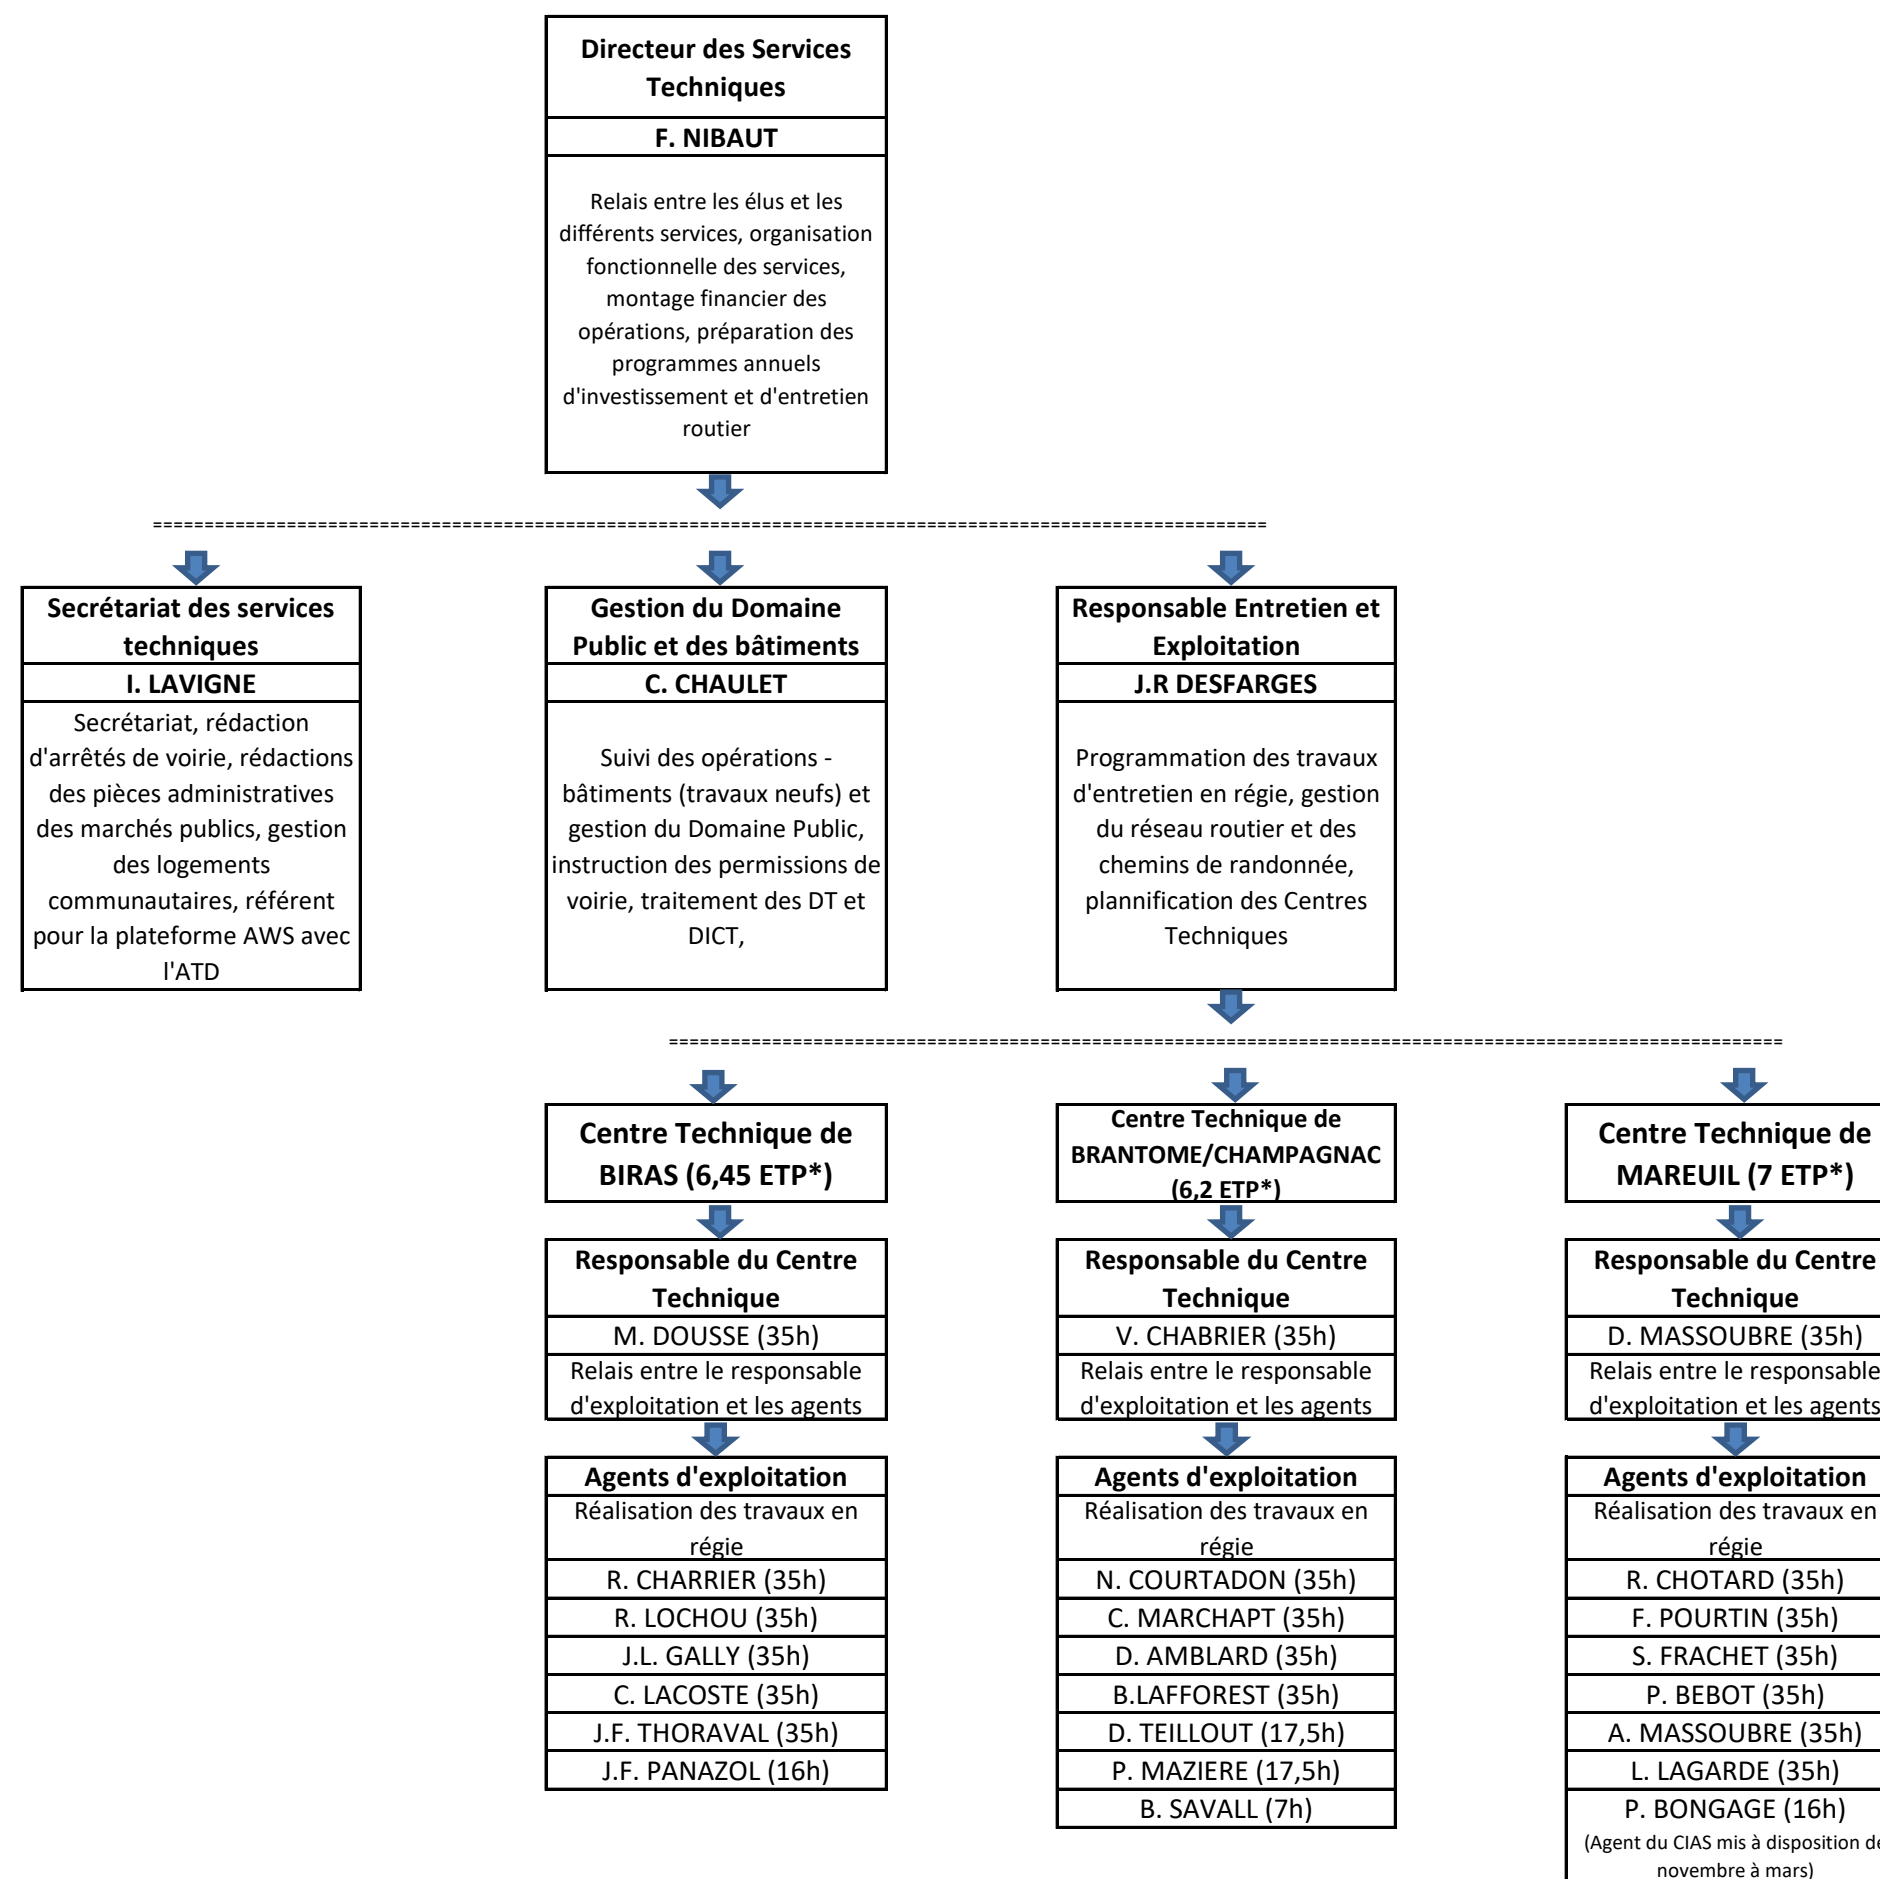 Directeur des Services
Techniques
F. NIBAUT
Relais entre les élus et les
différents services, organisation
fonctionnelle des services,
montage financier des
opérations, préparation des
programmes annuels
d'investissement et d'entretien
routier
Secrétariat des services
techniques
I. LAVIGNE
Secrétariat, rédaction
d'arrêtés de voirie, rédactions
des pièces administratives
des marchés publics, gestion
des logements
communautaires, référent
pour la plateforme AWS avec
l'ATD
Gestion du Domaine
Public et des bâtiments
C. CHAULET
Suivi des opérations -
bâtiments (travaux neufs) et
gestion du Domaine Public,
instruction des permissions de
voirie, traitement des DT et
DICT,
Responsable Entretien et
Exploitation
J.R DESFARGES
Programmation des travaux
d'entretien en régie, gestion
du réseau routier et des
chemins de randonnée,
plannification des Centres
Techniques
Centre Technique de
BIRAS (6,45 ETP*)
Responsable du Centre
Technique
M. DOUSSE (35h)
Relais entre le responsable
d'exploitation et les agents
Agents d'exploitation
Réalisation des travaux en
régie
R. CHARRIER (35h)
R. LOCHOU (35h)
J.L. GALLY (35h)
C. LACOSTE (35h)
J.F. THORAVAL (35h)
J.F. PANAZOL (16h)
Centre Technique de
BRANTOME/CHAMPAGNAC
(6,2 ETP*)
Responsable du Centre
Technique
V. CHABRIER (35h)
Relais entre le responsable
d'exploitation et les agents
Agents d'exploitation
Réalisation des travaux en
régie
N. COURTADON (35h)
C. MARCHAPT (35h)
D. AMBLARD (35h)
B.LAFFOREST (35h)
D. TEILLOUT (17,5h)
P. MAZIERE (17,5h)
B. SAVALL (7h)
Centre Technique de
MAREUIL (7 ETP*)
Responsable du Centre
Technique
D. MASSOUBRE (35h)
Relais entre le responsable
d'exploitation et les agents
Agents d'exploitation
Réalisation des travaux en
régie
R. CHOTARD (35h)
F. POURTIN (35h)
S. FRACHET (35h)
P. BEBOT (35h)
A. MASSOUBRE (35h)
L. LAGARDE (35h)
P. BONGAGE (16h)
(Agent du CIAS mis à disposition de
novembre à mars)